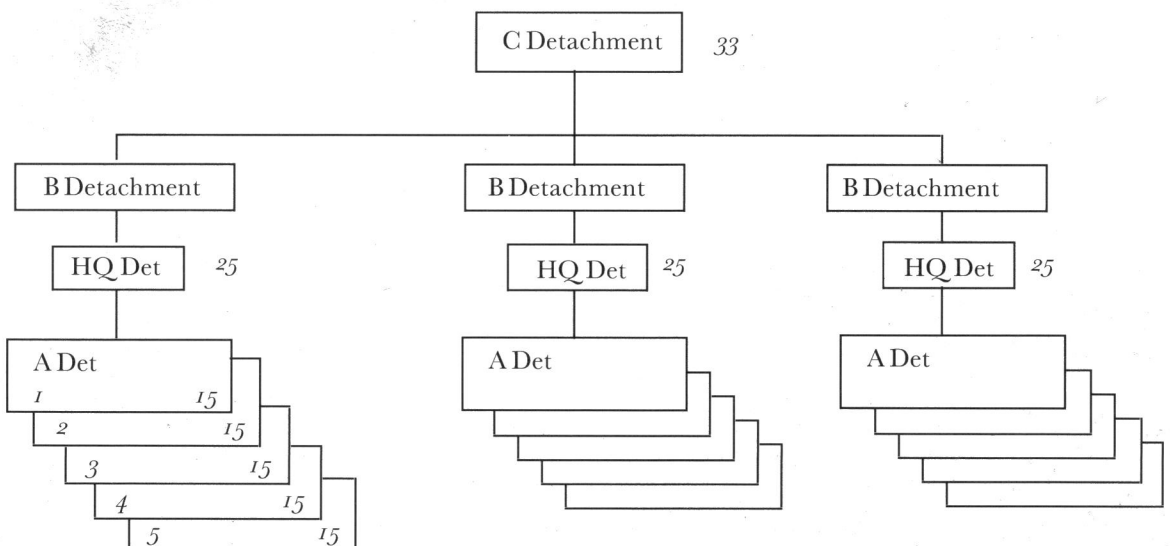 C Detachment 33
B Detachment B Detachment B Detachment
HQ Det 25 HQ Det 25 HQ Det 25
A Det A Det A Det
1 15
2 15
3 15
4 15
5 15